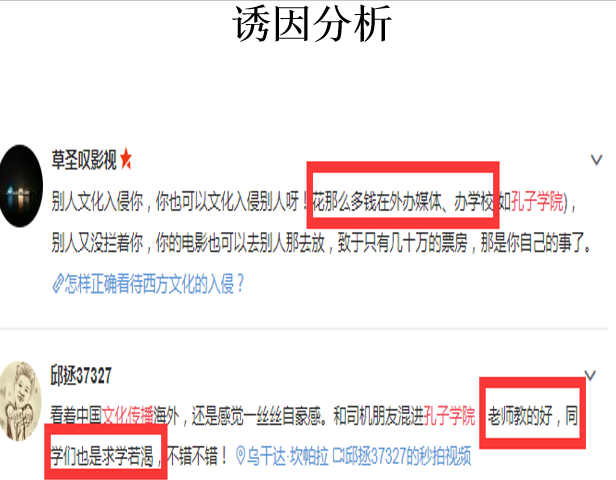 诱因分析
草圣叹影视
别人文化入侵你，你也可以文化入侵别人呀！花那么多钱在外办媒体、办学校(如孔子学院)，
别人又没拦着你，你的电影也可以去别人那去放，致于只有几十万的票房，那是你自己的事了。
怎样正确看待西方文化的入侵？
邱拯37327
看着中国文化传播海外，还是感觉一丝丝自豪感。和司机朋友混进孔子学院，老师教的好，同
学们也是求学若渴，不错不错！ 乌干达·坎帕拉 邱拯37327的秒拍视频